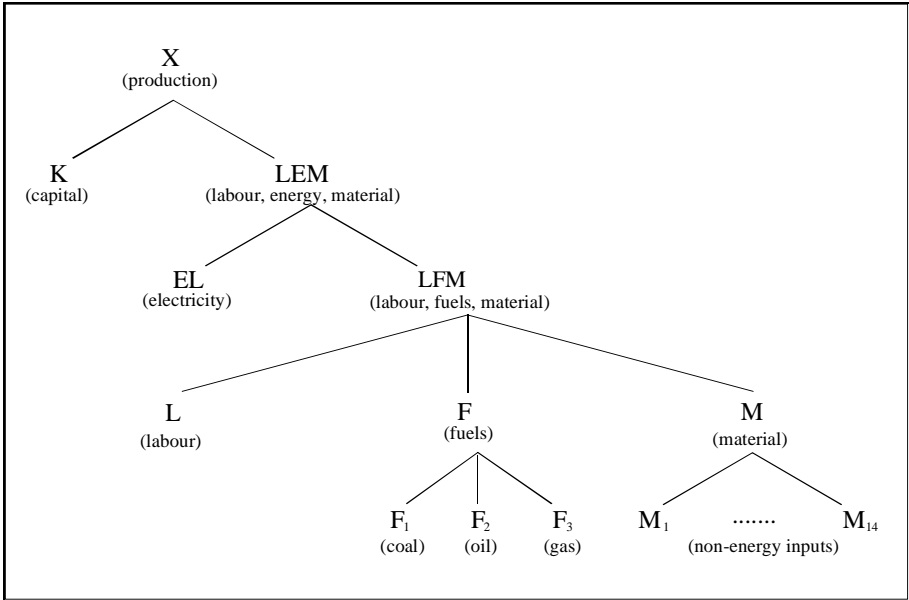 X
(production)
K LEM
(capital) (labour, energy, material)
EL LFM
(electricity) (labour, fuels, material)
L F M
(labour) (fuels) (material)
F₁ F₂ F₃ M₁ ....... M₁₄
(coal) (oil) (gas) (non-energy inputs)